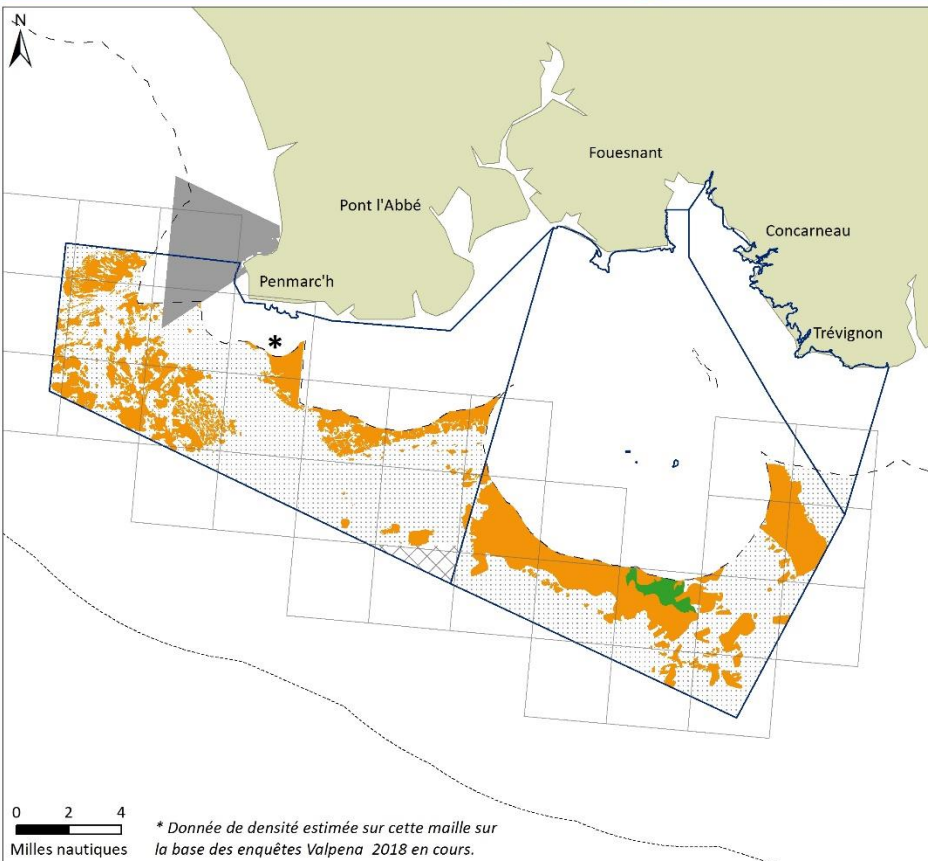 N
Fouesnant
Pont l'Abbé
Concarneau
Penmarc'h
Trévignon
*
0 2 4
Milles nautiques
* Donnée de densité estimée sur cette maille sur
la base des enquêtes Valpena 2018 en cours.